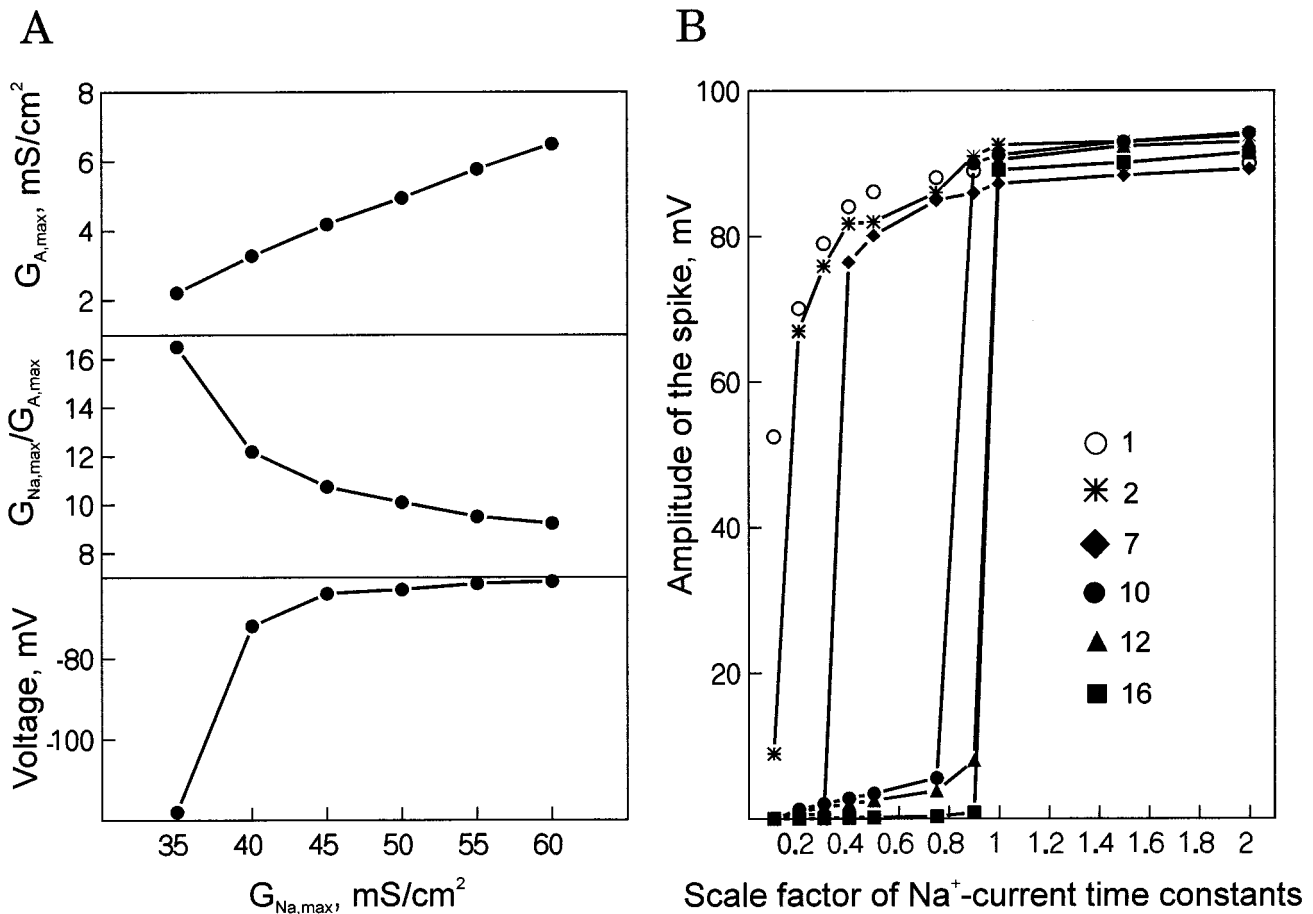 A
G_A,max, mS/cm²
8
6
4
2
G_Na,max/G_A,max
16
14
12
10
8
Voltage, mV
-80
-100
35 40 45 50 55 60
G_Na,max, mS/cm²
B
Amplitude of the spike, mV
100
80
60
40
20
1
2
7
10
12
16
0.2 0.4 0.6 0.8 1 1.2 1.4 1.6 1.8 2
Scale factor of Na⁺-current time constants